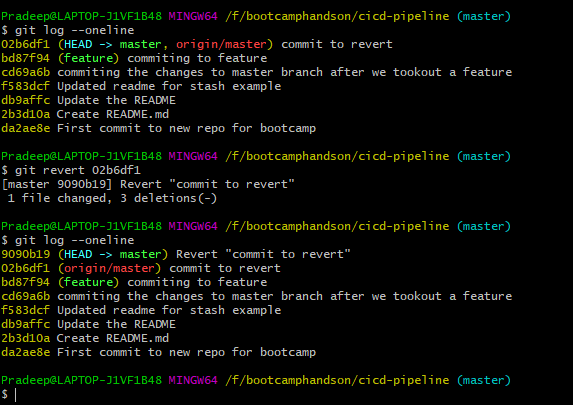 Pradeep@LAPTOP-J1VF1B48 MINGW64 /f/bootcamphandson/cicd-pipeline (master)
$ git log --oneline
02b6df1 (HEAD -> master, origin/master) commit to revert
bd87f94 (feature) commiting to feature
cd69a6b commiting the changes to master branch after we tookout a feature
f583dcf Updated readme for stash example
db9affc Update the README
2b3d10a Create README.md
da2ae8e First commit to new repo for bootcamp
Pradeep@LAPTOP-J1VF1B48 MINGW64 /f/bootcamphandson/cicd-pipeline (master)
$ git revert 02b6df1
[master 9090b19] Revert "commit to revert"
 1 file changed, 3 deletions(-)
Pradeep@LAPTOP-J1VF1B48 MINGW64 /f/bootcamphandson/cicd-pipeline (master)
$ git log --oneline
9090b19 (HEAD -> master) Revert "commit to revert"
02b6df1 (origin/master) commit to revert
bd87f94 (feature) commiting to feature
cd69a6b commiting the changes to master branch after we tookout a feature
f583dcf Updated readme for stash example
db9affc Update the README
2b3d10a Create README.md
da2ae8e First commit to new repo for bootcamp
Pradeep@LAPTOP-J1VF1B48 MINGW64 /f/bootcamphandson/cicd-pipeline (master)
$